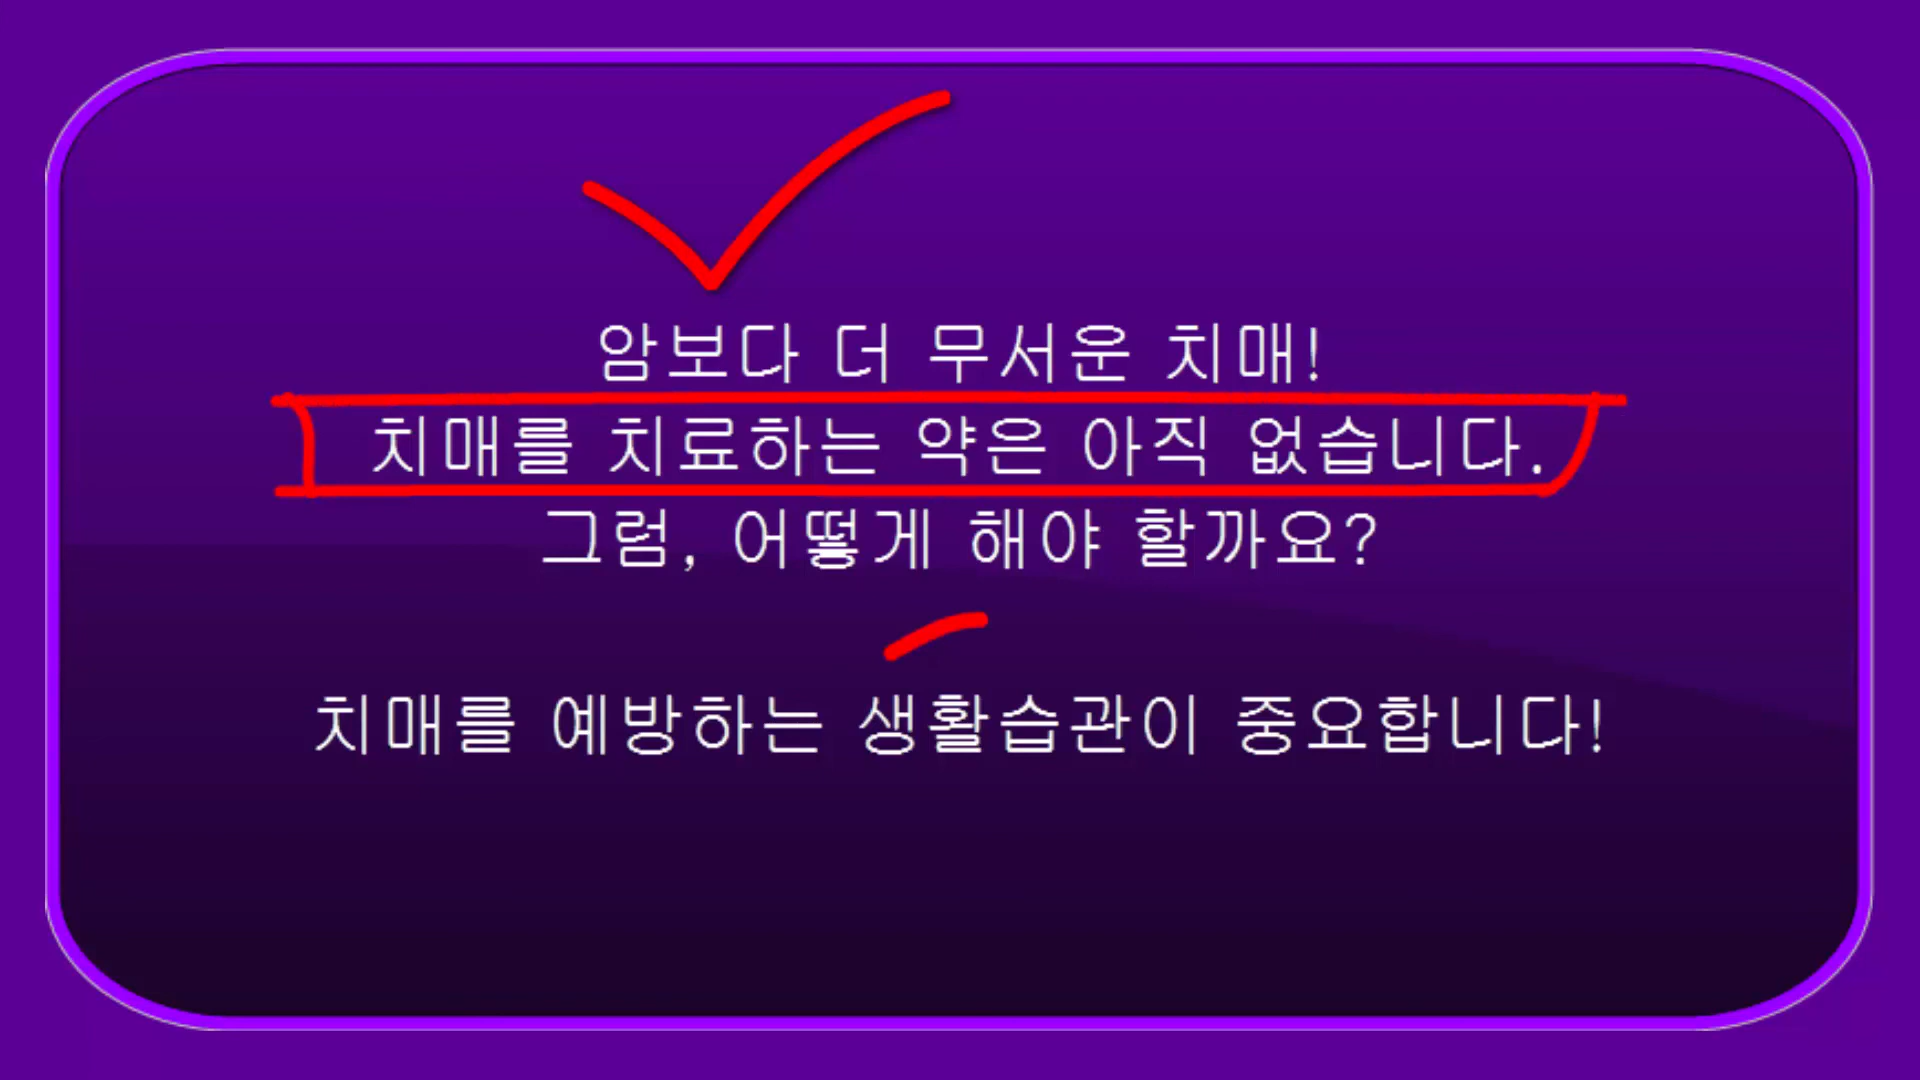 암보다 더 무서운 치매!
치매를 치료하는 약은 아직 없습니다.
그럼, 어떻게 해야 할까요?
치매를 예방하는 생활습관이 중요합니다!